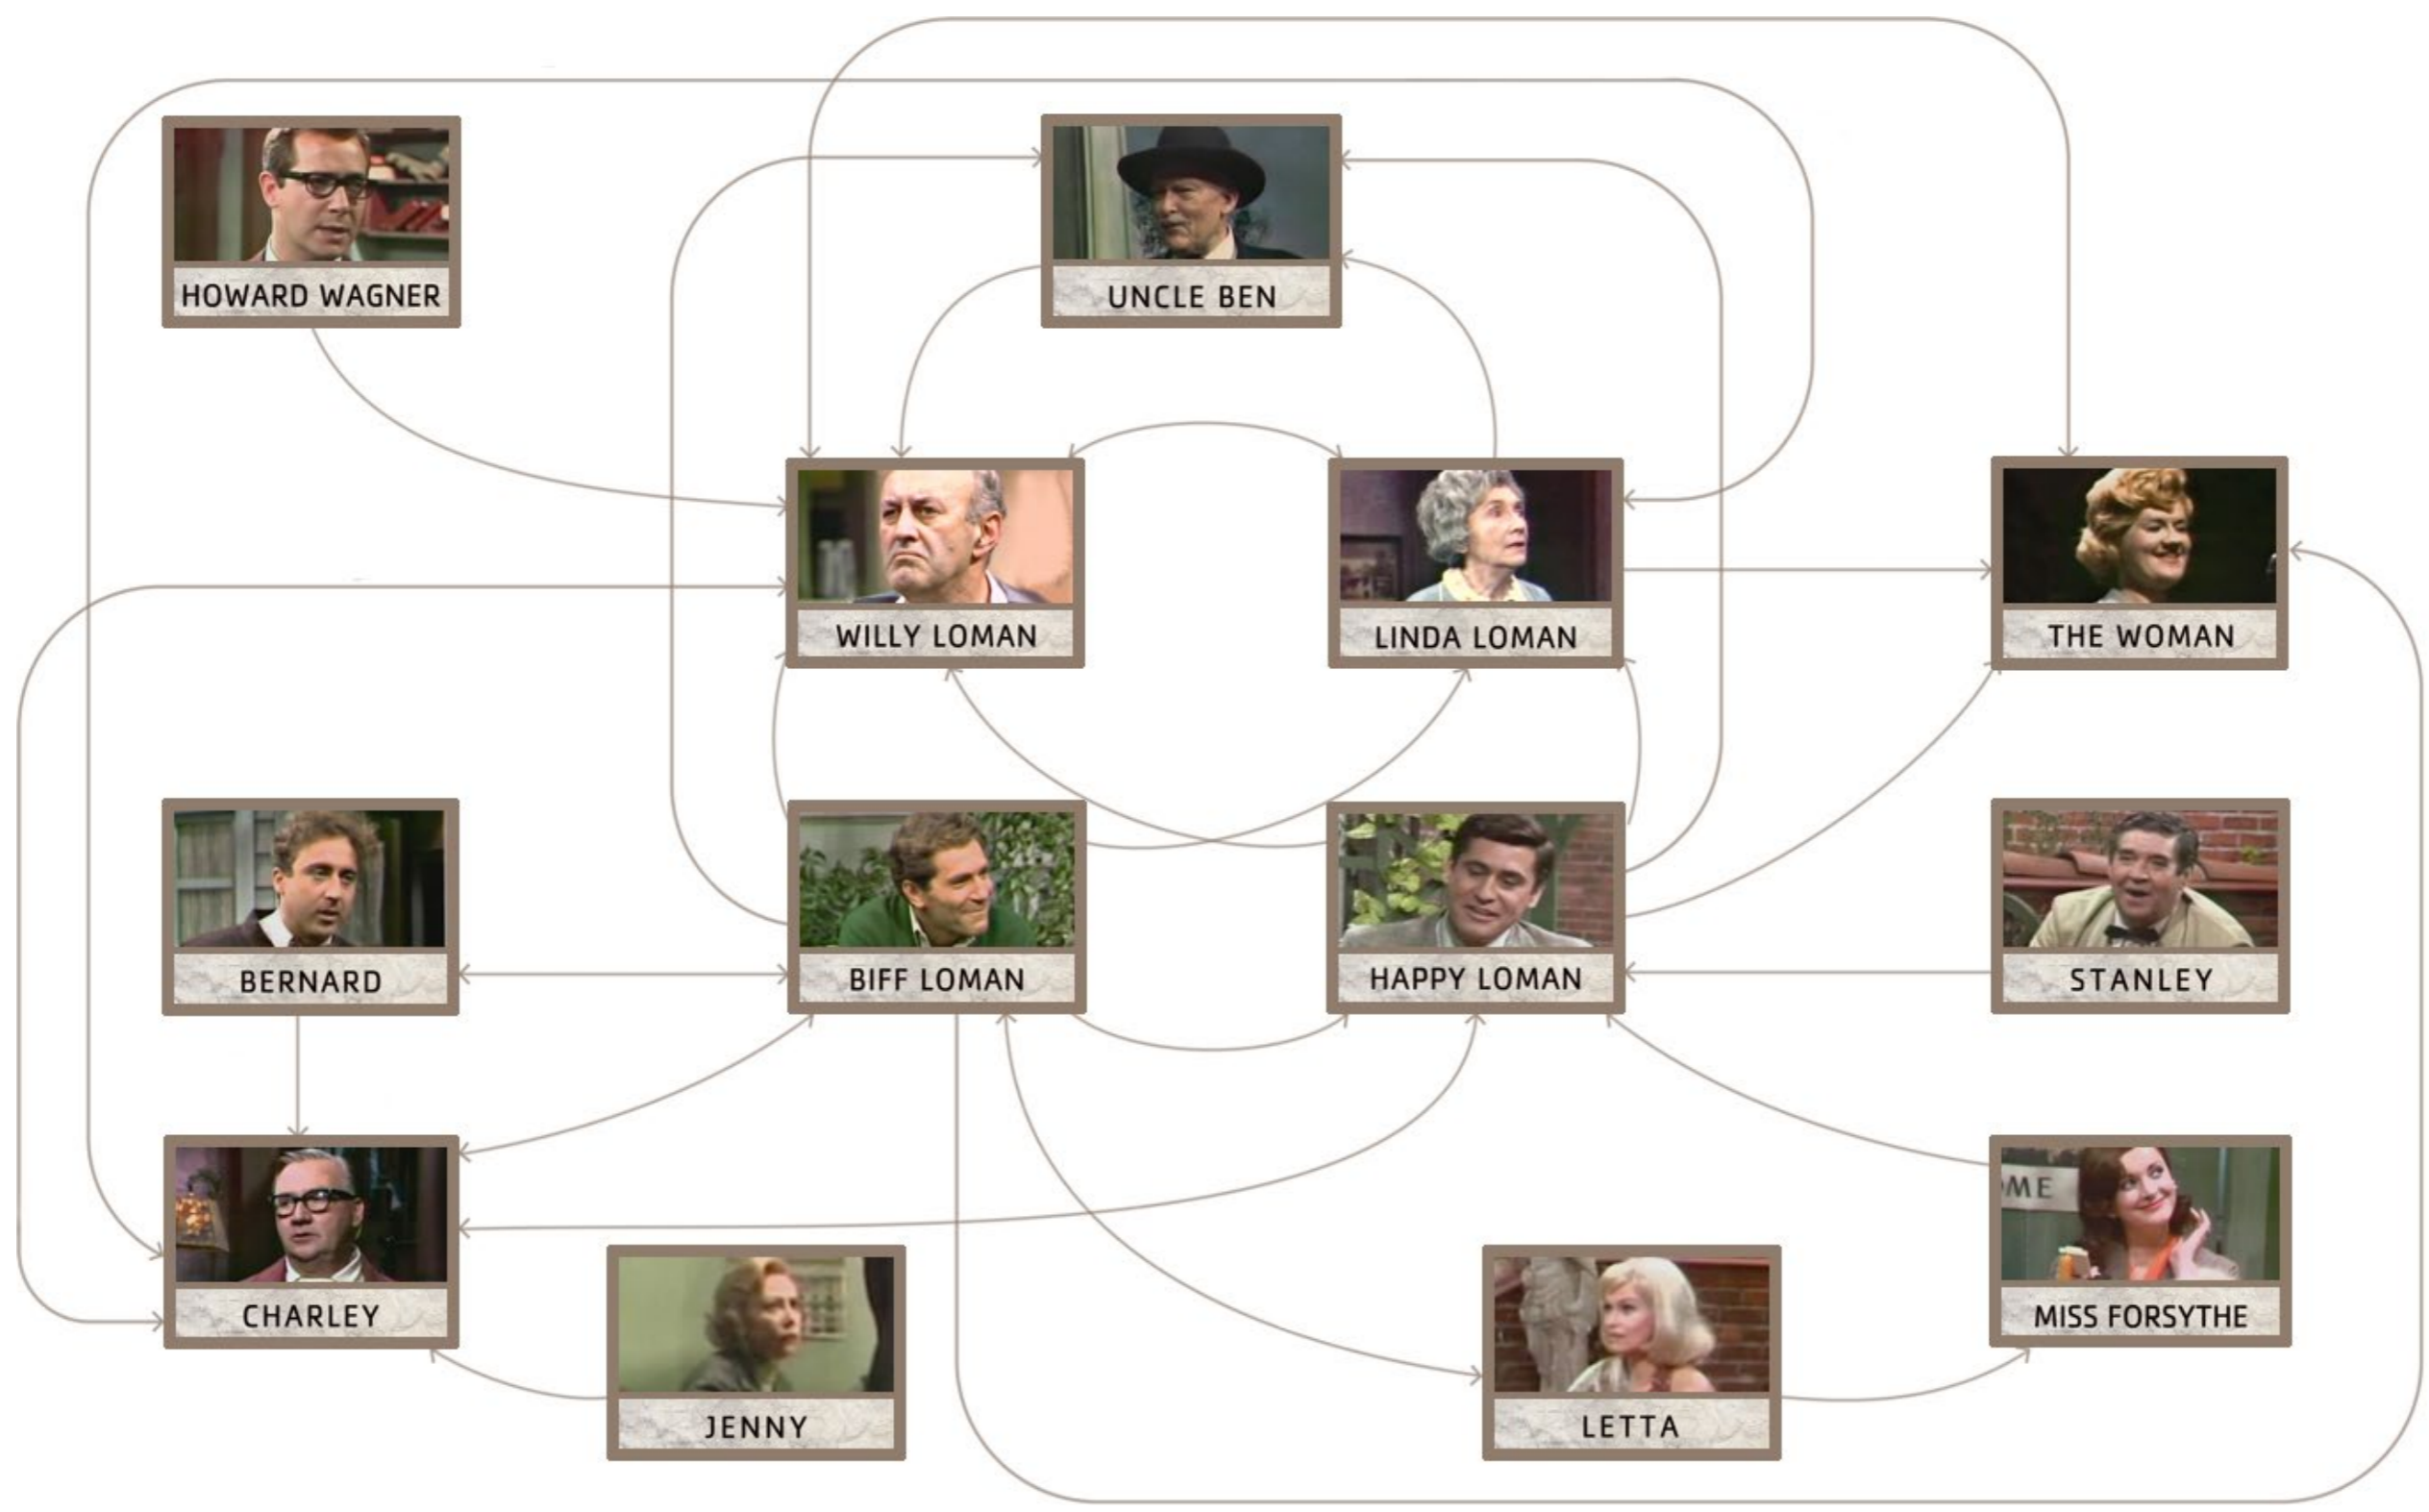 HOWARD WAGNER
UNCLE BEN
WILLY LOMAN
LINDA LOMAN
THE WOMAN
BERNARD
BIFF LOMAN
HAPPY LOMAN
STANLEY
CHARLEY
ME
MISS FORSYTHE
JENNY
LETTA